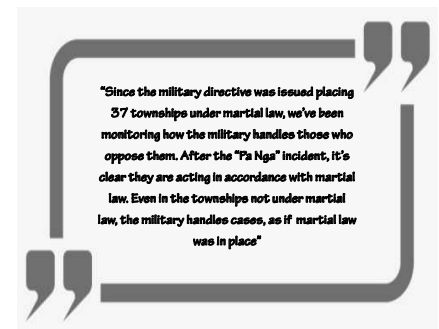 “Since the military directive was issued placing
37 townships under martial law, we’ve been
monitoring how the military handles those who
oppose them. After the “Pa Nga” incident, it’s
clear they are acting in accordance with martial
law. Even in the townships not under martial
law, the military handles cases, as if martial law
was in place”